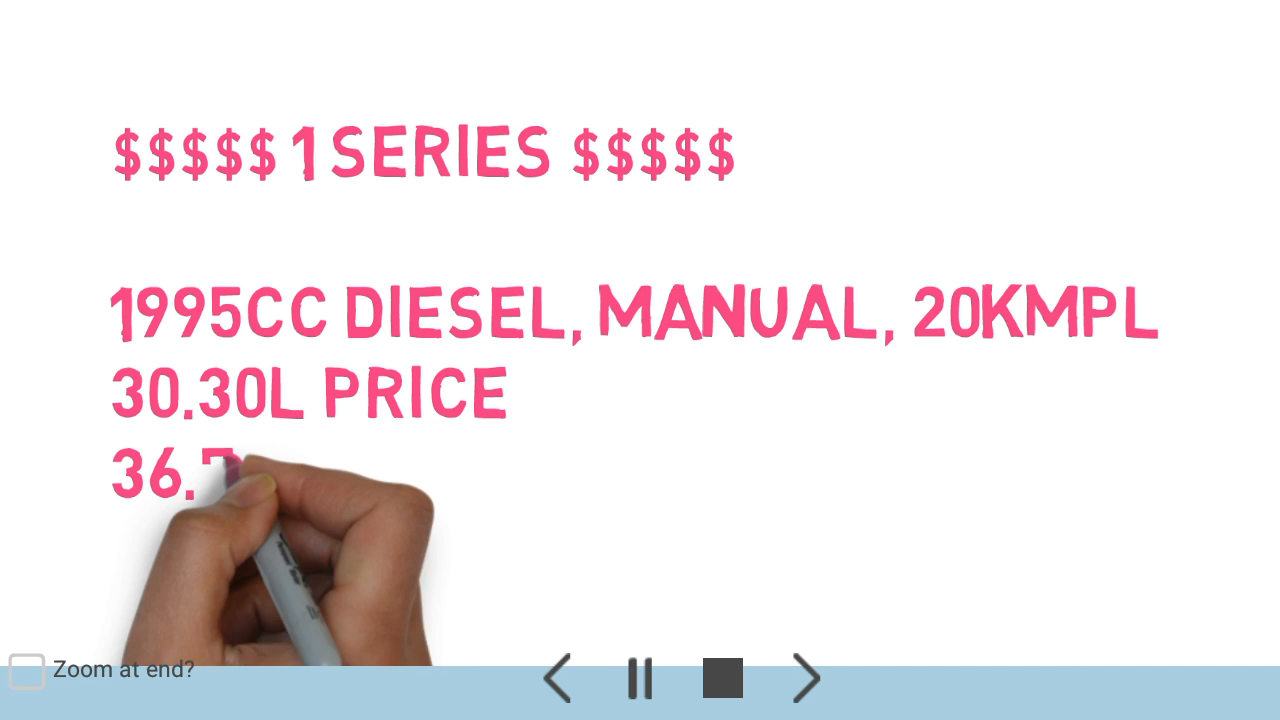 $$$$$ 1 SERIES $$$$$
1995CC DIESEL, MANUAL, 20KMPL
30.30L PRICE
36.
Zoom at end?